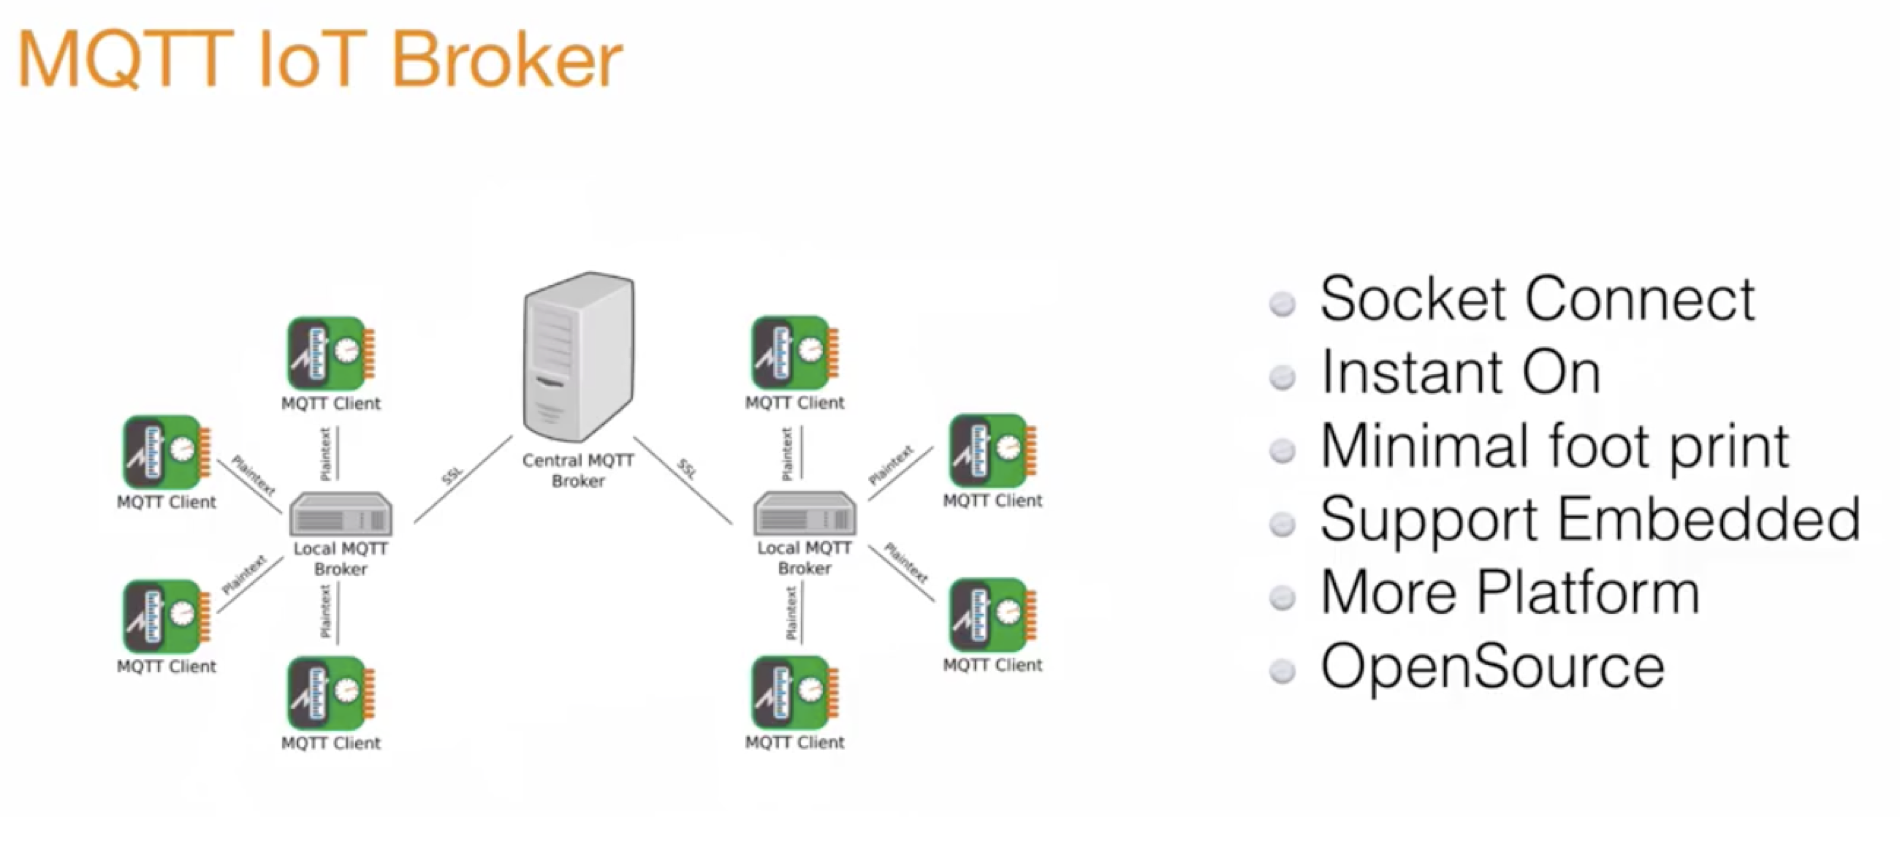 MQTT IoT Broker
MQTT Client
MQTT Client
Plaintext
Plaintext
SSL
Local MQTT
Broker
Plaintext
Plaintext
MQTT Client
MQTT Client
Central MQTT
Broker
MQTT Client
MQTT Client
Plaintext
Plaintext
SSL
Local MQTT
Broker
Plaintext
Plaintext
MQTT Client
MQTT Client
Socket Connect
Instant On
Minimal foot print
Support Embedded
More Platform
OpenSource